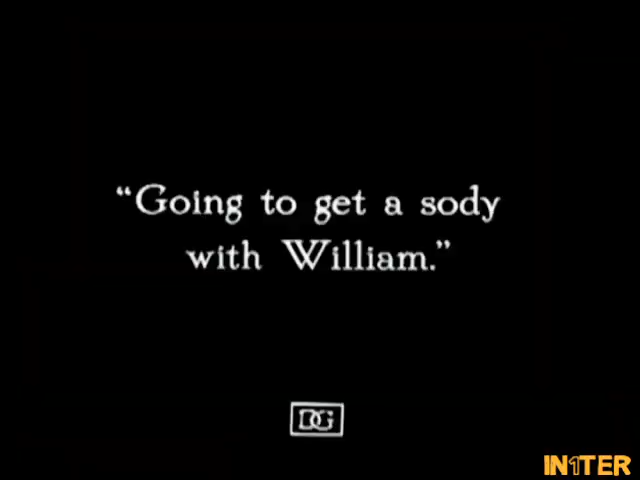 “Going to get a sody
with William.”
DG
IN1TER